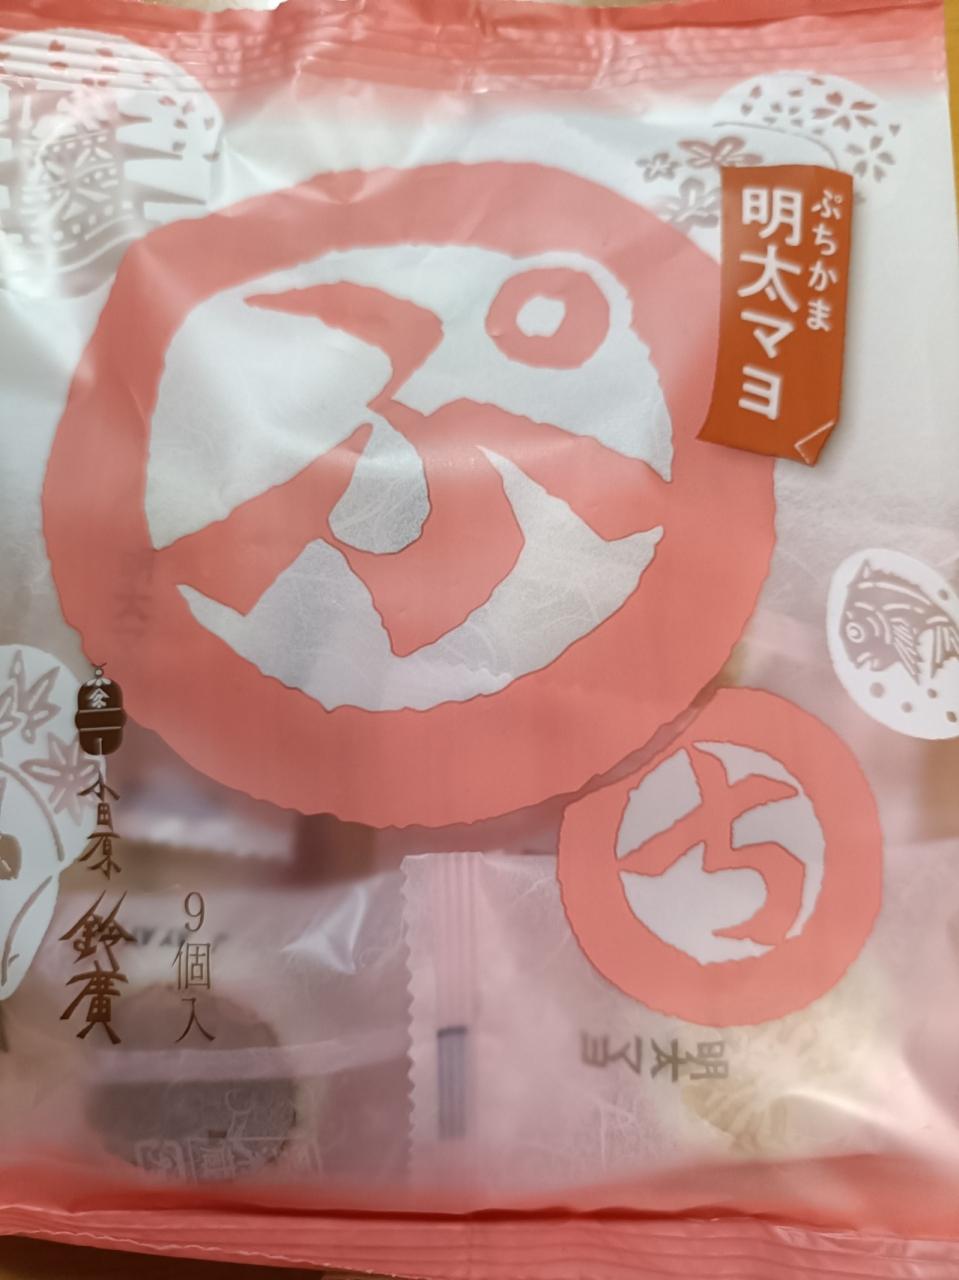 ぷ
ち
ぷちかま
明太マヨ
小田原
鈴廣
9個入
明太マヨ